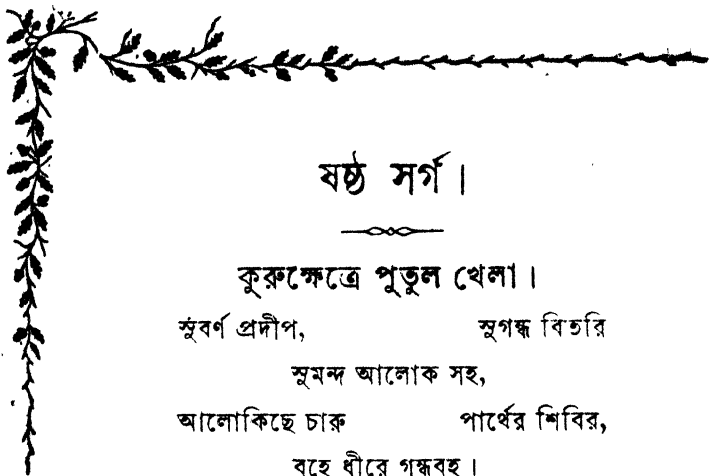 ষষ্ঠ সর্গ।
কুরুক্ষেত্রে পুতুল খেলা।
সুবর্ণ প্রদীপ, সুগন্ধ বিতরি
সুমন্দ আলোক সহ,
আলোকিছে চারু পার্থের শিবির,
বহে ধীরে গন্ধবহ।